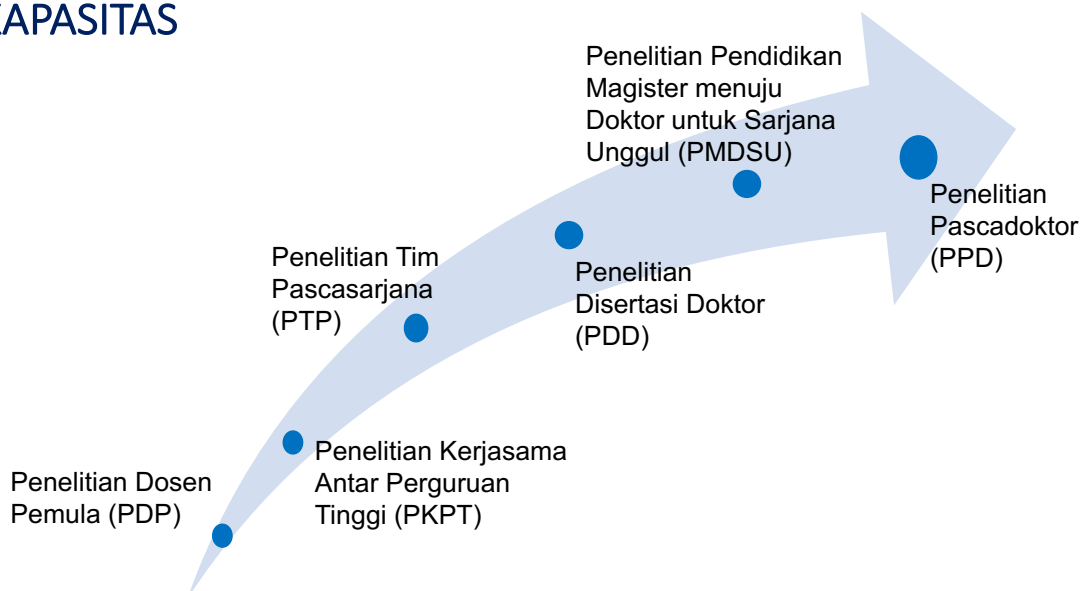 KAPASITAS
Penelitian Pendidikan
Magister menuju
Doktor untuk Sarjana
Unggul (PMDSU)
Penelitian
Pascadoktor
(PPD)
Penelitian Tim
Pascasarjana
(PTP)
Penelitian
Disertasi Doktor
(PDD)
Penelitian Kerjasama
Antar Perguruan
Tinggi (PKPT)
Penelitian Dosen
Pemula (PDP)